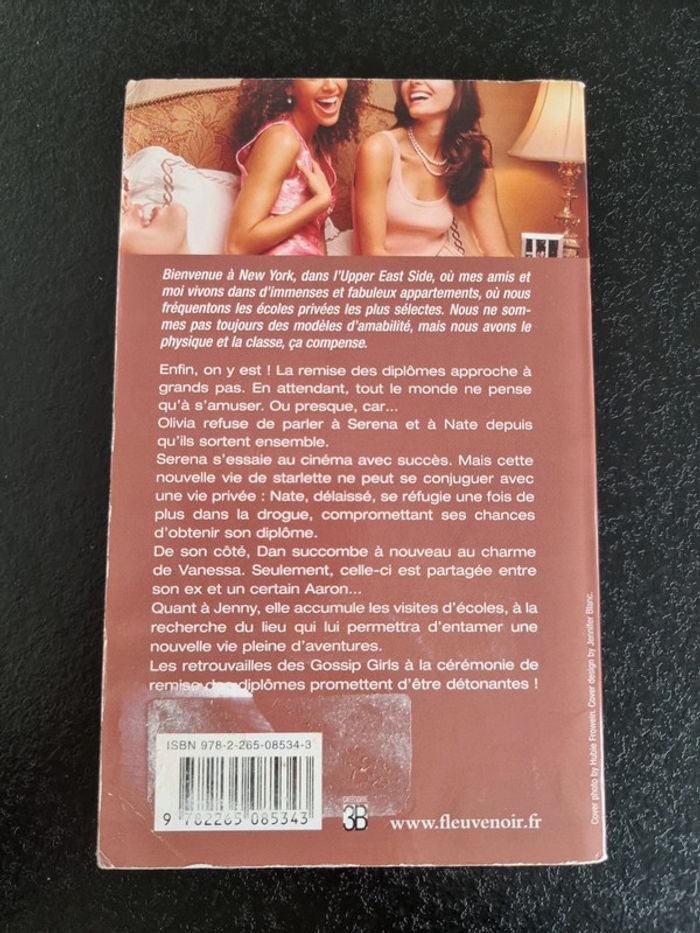 Bienvenue à New York, dans l'Upper East Side, où mes amis et
moi vivons dans d'immenses et fabuleux appartements, où nous
fréquentons les écoles privées les plus sélectes. Nous ne som-
mes pas toujours des modèles d'amabilité, mais nous avons le
physique et la classe, ça compense.
Enfin, on y est ! La remise des diplômes approche à
grands pas. En attendant, tout le monde ne pense
qu'à s'amuser. Ou presque, car...
Olivia refuse de parler à Serena et à Nate depuis
qu'ils sortent ensemble.
Serena s'essaie au cinéma avec succès. Mais cette
nouvelle vie de starlette ne peut se conjuguer avec
une vie privée : Nate, délaissé, se réfugie une fois de
plus dans la drogue, compromettant ses chances
d'obtenir son diplôme.
De son côté, Dan succombe à nouveau au charme
de Vanessa. Seulement, celle-ci est partagée entre
son ex et un certain Aaron...
Quant à Jenny, elle accumule les visites d'écoles, à la
recherche du lieu qui lui permettra d'entamer une
nouvelle vie pleine d'aventures.
Les retrouvailles des Gossip Girls à la cérémonie de
remise des diplômes promettent d'être détonantes !
ISBN 978-2-265-08534-3
9 782265 085343
CATÉGORIE
3B
www.fleuvenoir.fr
Cover photo by Hubie Frowein. Cover design by Jennifer Blanc.